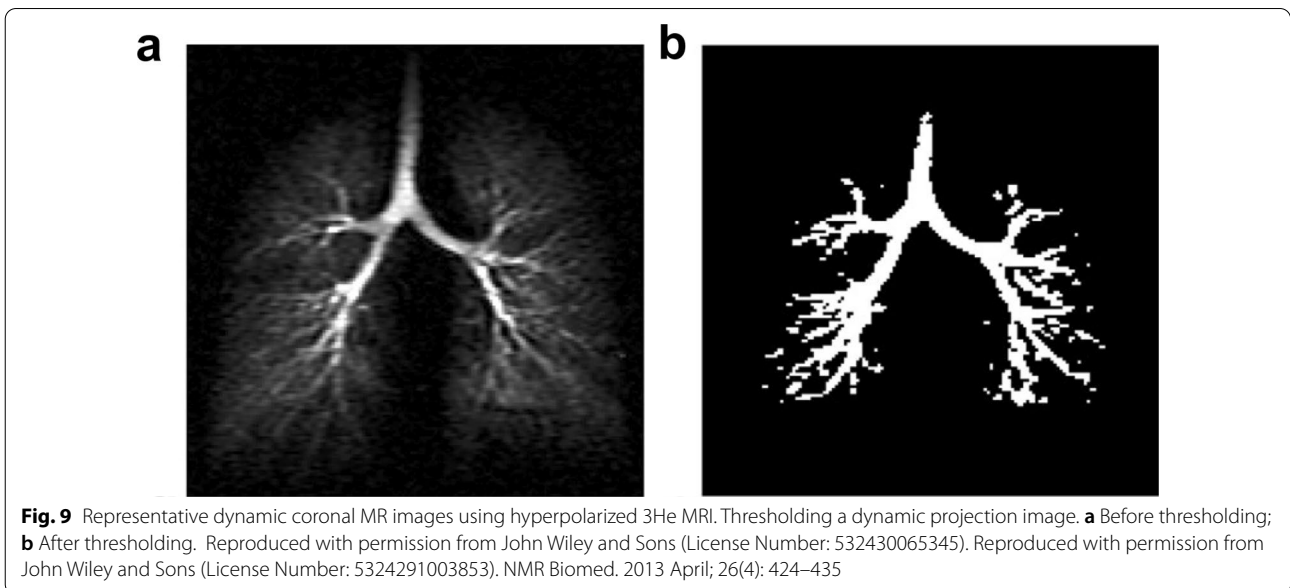 a
b
Fig. 9 Representative dynamic coronal MR images using hyperpolarized 3He MRI. Thresholding a dynamic projection image. a Before thresholding;
b After thresholding. Reproduced with permission from John Wiley and Sons (License Number: 532430065345). Reproduced with permission from
John Wiley and Sons (License Number: 5324291003853). NMR Biomed. 2013 April; 26(4): 424–435